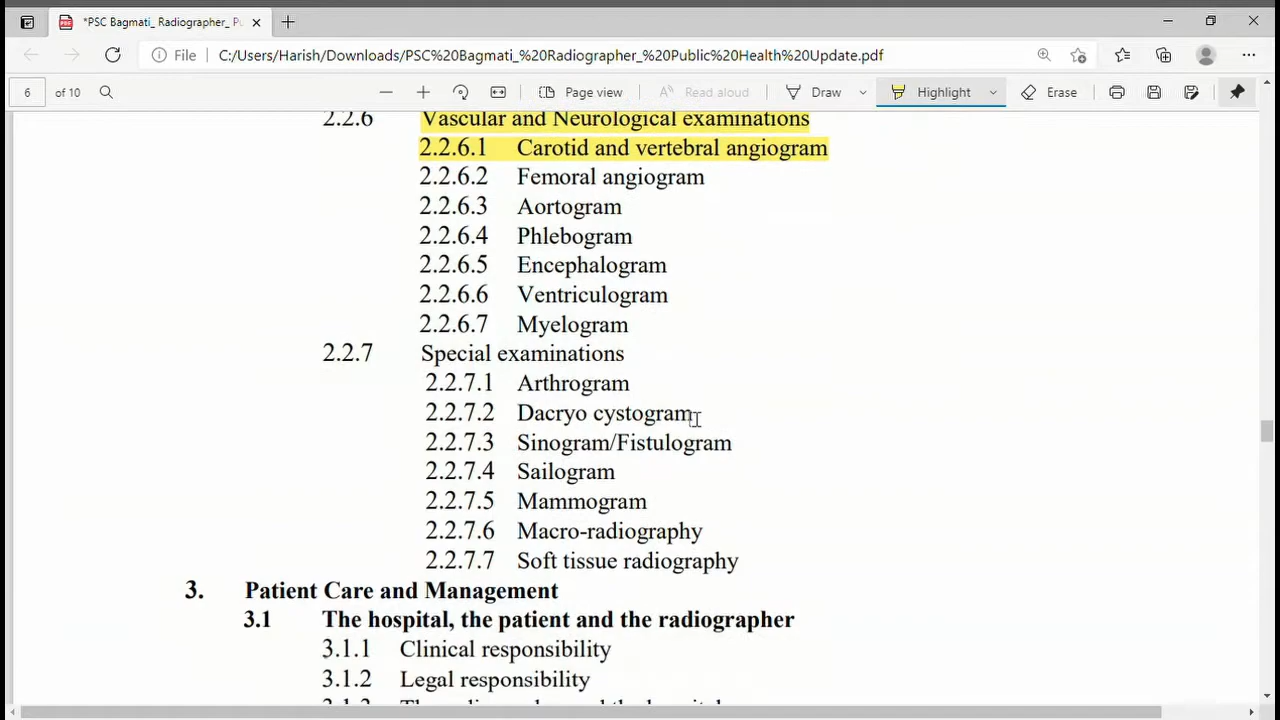 *PSC Bagmati_ Radiographer_ Pu
File C:/Users/Harish/Downloads/PSC%20Bagmati_%20Radiographer_%20Public%20Health%20Update.pdf
6 of 10 Page view Read aloud Draw Highlight Erase
2.2.6 Vascular and Neurological examinations
2.2.6.1 Carotid and vertebral angiogram
2.2.6.2 Femoral angiogram
2.2.6.3 Aortogram
2.2.6.4 Phlebogram
2.2.6.5 Encephalogram
2.2.6.6 Ventriculogram
2.2.6.7 Myelogram
2.2.7 Special examinations
2.2.7.1 Arthrogram
2.2.7.2 Dacryo cystogram
2.2.7.3 Sinogram/Fistulogram
2.2.7.4 Sailogram
2.2.7.5 Mammogram
2.2.7.6 Macro-radiography
2.2.7.7 Soft tissue radiography
3. Patient Care and Management
3.1 The hospital, the patient and the radiographer
3.1.1 Clinical responsibility
3.1.2 Legal responsibility